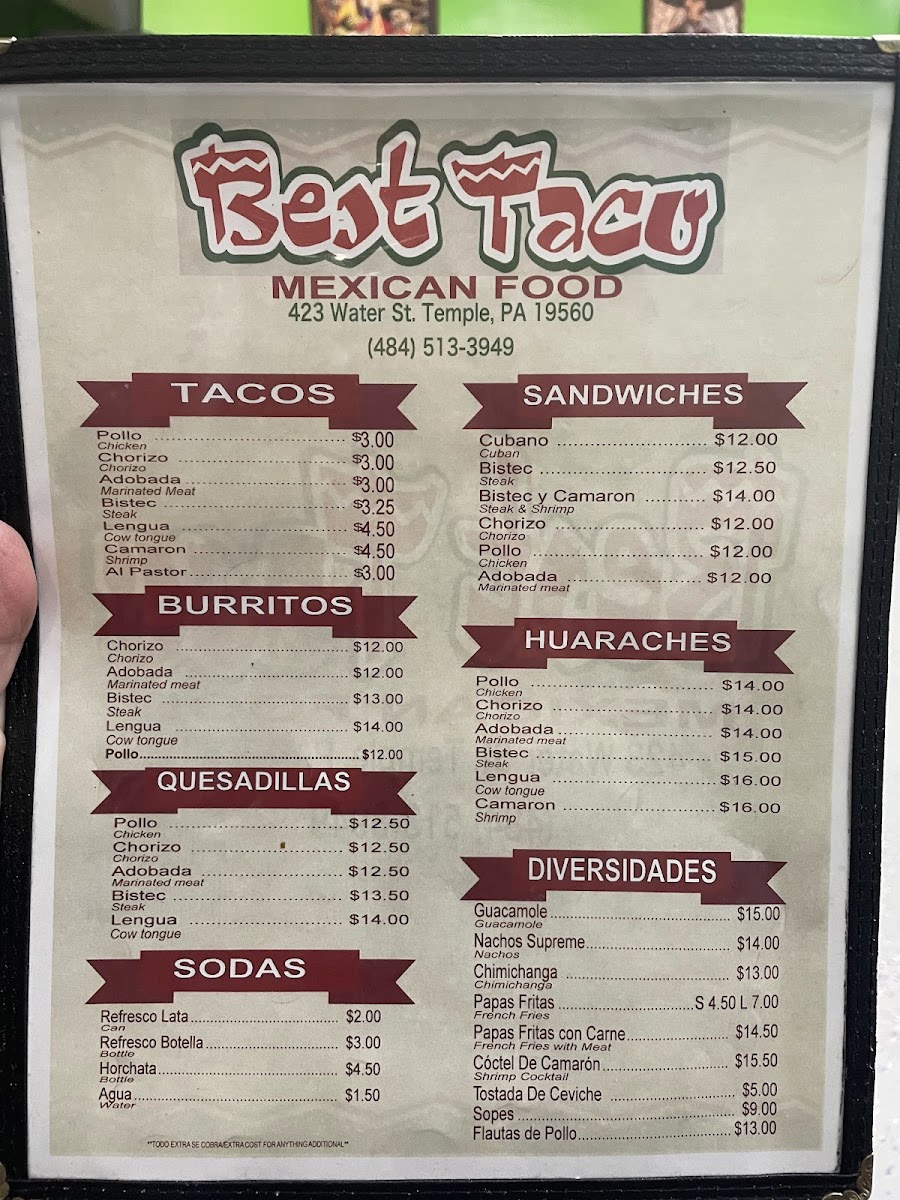 Best Taco
MEXICAN FOOD
423 Water St. Temple, PA 19560
(484) 513-3949
TACOS
Pollo $3.00
Chicken
Chorizo $3.00
Chorizo
Adobada $3.00
Marinated Meat
Bistec $3.25
Steak
Lengua $4.50
Cow tongue
Camaron $4.50
Shrimp
Al Pastor $3.00
BURRITOS
Chorizo $12.00
Chorizo
Adobada $12.00
Marinated meat
Bistec $13.00
Steak
Lengua $14.00
Cow tongue
Pollo $12.00
QUESADILLAS
Pollo $12.50
Chicken
Chorizo $12.50
Chorizo
Adobada $12.50
Marinated meat
Bistec $13.50
Steak
Lengua $14.00
Cow tongue
SODAS
Refresco Lata $2.00
Can
Refresco Botella $3.00
Bottle
Horchata $4.50
Bottle
Agua $1.50
Water
**TODO EXTRA SE COBRA/EXTRA COST FOR ANYTHING ADDITIONAL**
SANDWICHES
Cubano $12.00
Cuban
Bistec $12.50
Steak
Bistec y Camaron $14.00
Steak & Shrimp
Chorizo $12.00
Chorizo
Pollo $12.00
Chicken
Adobada $12.00
Marinated meat
HUARACHES
Pollo $14.00
Chicken
Chorizo $14.00
Chorizo
Adobada $14.00
Marinated meat
Bistec $15.00
Steak
Lengua $16.00
Cow tongue
Camaron $16.00
Shrimp
DIVERSIDADES
Guacamole $15.00
Guacamole
Nachos Supreme $14.00
Nachos
Chimichanga $13.00
Chimichanga
Papas Fritas S 4.50 L 7.00
French Fries
Papas Fritas con Carne $14.50
French Fries with Meat
Cóctel De Camarón $15.50
Shrimp Cocktail
Tostada De Ceviche $5.00
Sopes $9.00
Flautas de Pollo $13.00